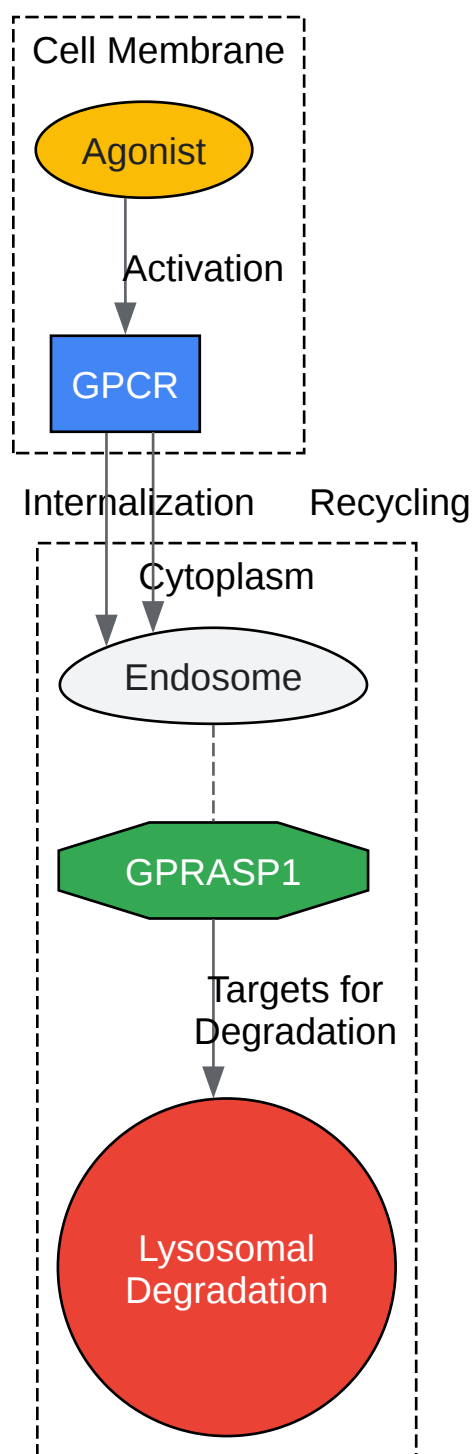 Cell Membrane
Agonist
Activation
GPCR
Internalization
Recycling
Cytoplasm
Endosome
GPRASP1
Targets for
Degradation
Lysosomal
Degradation